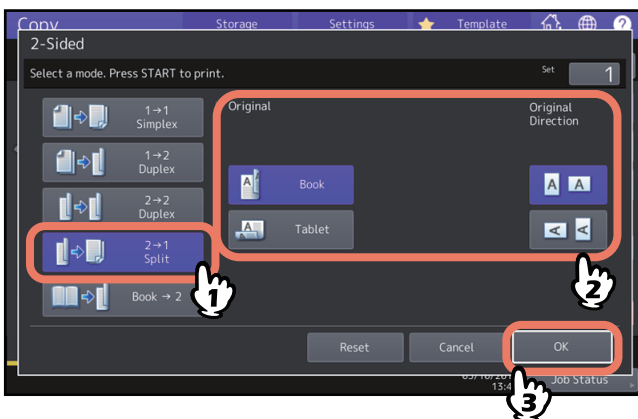 Copy Storage Settings Template ?
2-Sided
Select a mode. Press START to print.
Set 1
1→1
Simplex
1→2
Duplex
2→2
Duplex
2→1
Split
Book → 2
Original
A Book
A Tablet
Original
Direction
A A
A A
1
2
Reset Cancel OK
13:4
Job Status
3